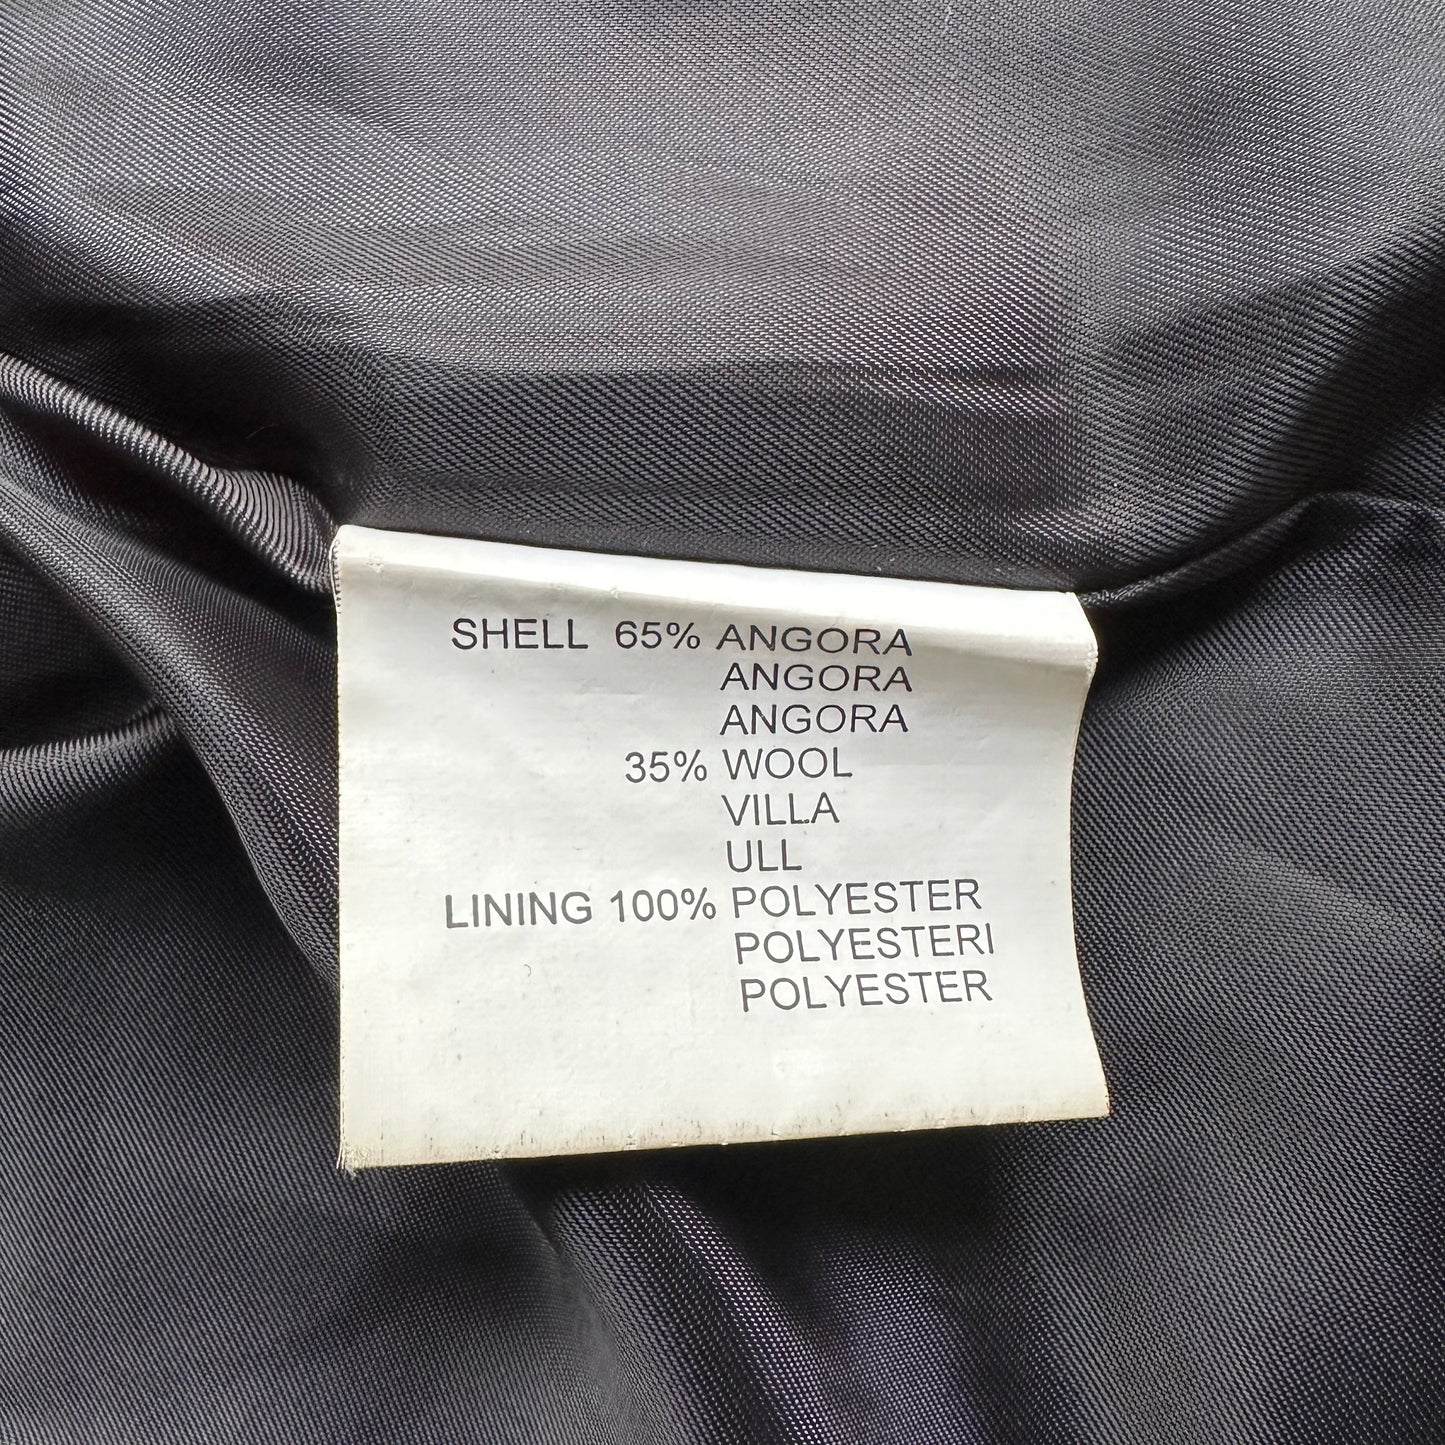 SHELL 65% ANGORA
ANGORA
ANGORA
35% WOOL
VILLA
ULL
LINING 100% POLYESTER
POLYESTERI
POLYESTER